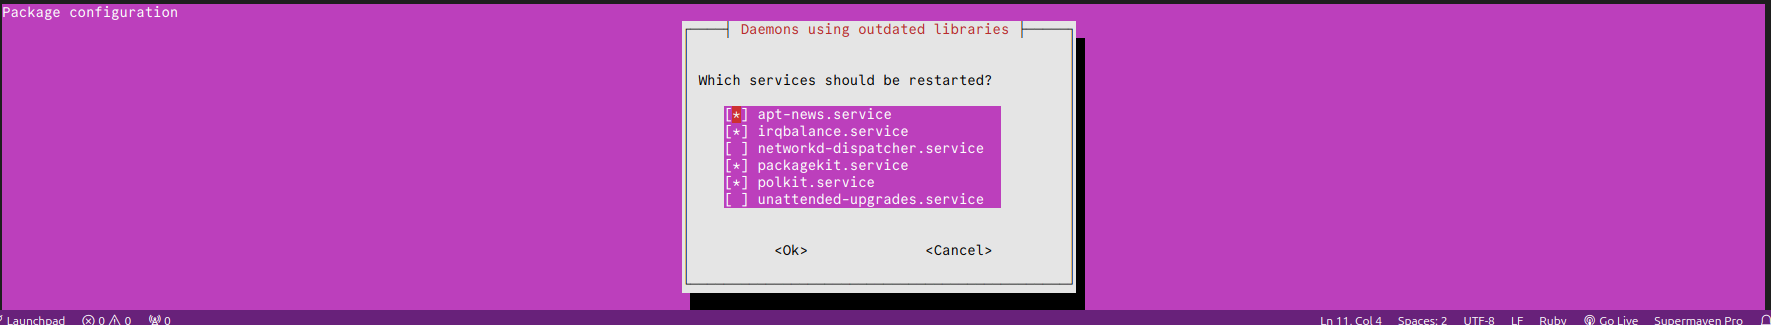 Package configuration
Daemons using outdated libraries
Which services should be restarted?
[*] apt-news.service
[*] irqbalance.service
[ ] networkd-dispatcher.service
[*] packagekit.service
[*] polkit.service
[ ] unattended-upgrades.service
<Ok> <Cancel>
Launchpad 0 0 0 Ln 11, Col 4 Spaces: 2 UTF-8 LF Ruby Go Live Supermaven Pro